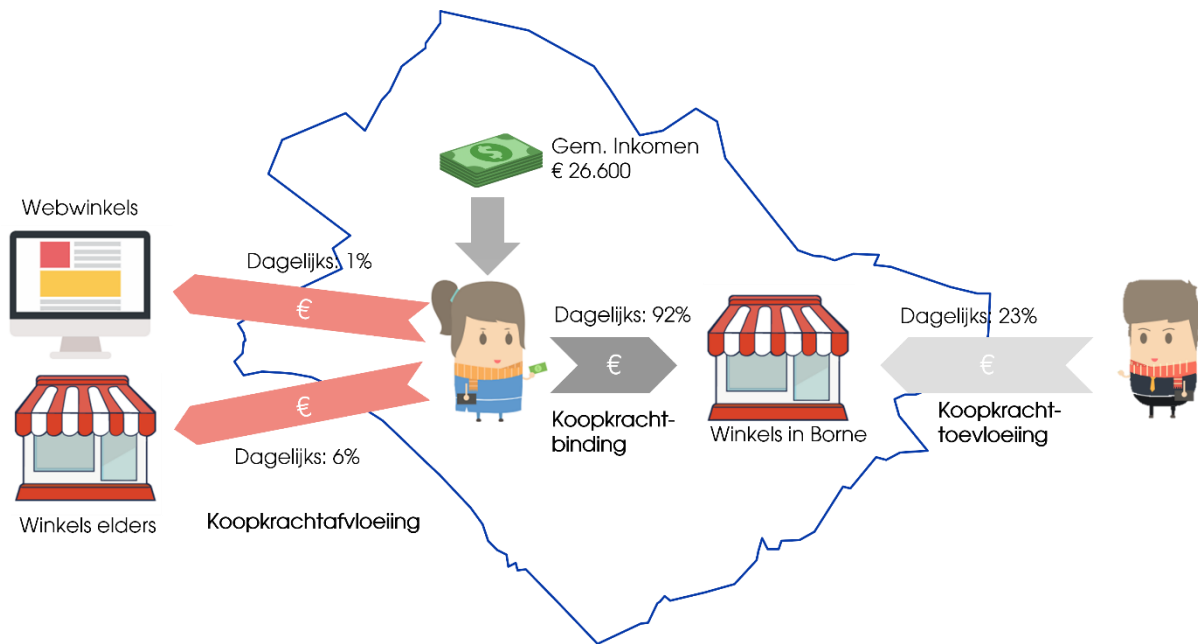 Gem. Inkomen
€ 26.600
Webwinkels
Dagelijks: 1%
€
Dagelijks: 92%
€
Dagelijks: 23%
€
€
Koopkracht-
binding
Winkels in Borne
Koopkracht-
toevloeiing
Dagelijks: 6%
Winkels elders
Koopkrachtafvloeiing